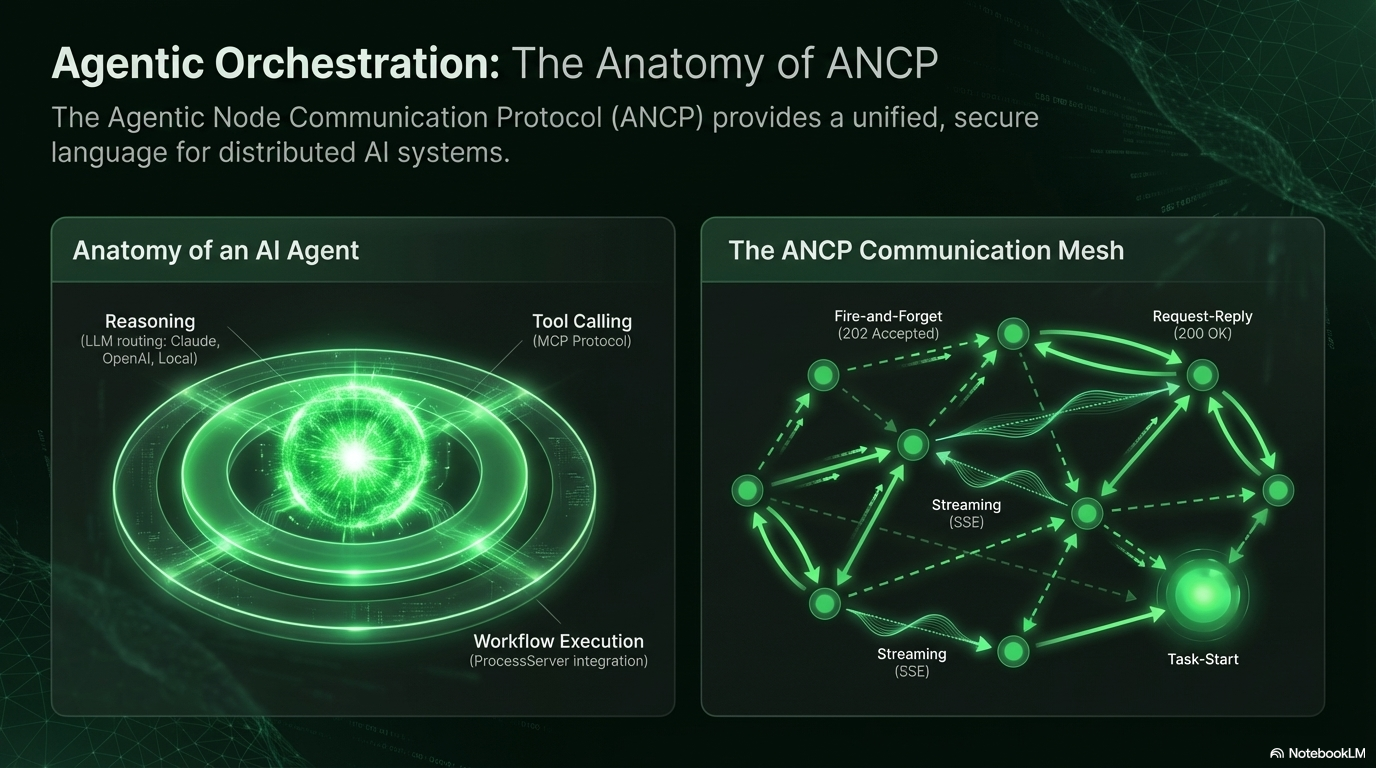 Agentic Orchestration: The Anatomy of ANCP
The Agentic Node Communication Protocol (ANCP) provides a unified, secure
language for distributed AI systems.
Anatomy of an AI Agent
Reasoning
(LLM routing: Claude,
OpenAI, Local)
Tool Calling
(MCP Protocol)
Workflow Execution
(ProcessServer integration)
The ANCP Communication Mesh
Fire-and-Forget
(202 Accepted)
Request-Reply
(200 OK)
Streaming
(SSE)
Streaming
(SSE)
Task-Start
NotebookLM